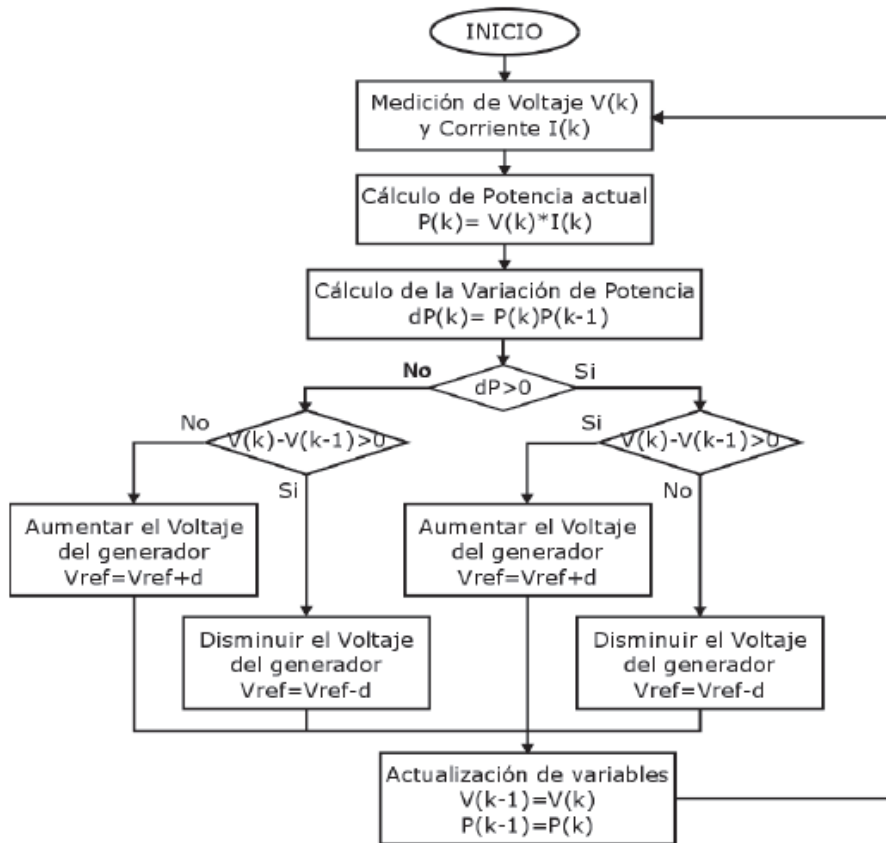 INICIO
Medición de Voltaje V(k)
y Corriente I(k)
Cálculo de Potencia actual
P(k)= V(k)*I(k)
Cálculo de la Variación de Potencia
dP(k)= P(k)P(k-1)
No
dP>0
Si
No
V(k)-V(k-1)>0
Si
Si
V(k)-V(k-1)>0
No
Aumentar el Voltaje
del generador
Vref=Vref+d
Aumentar el Voltaje
del generador
Vref=Vref+d
Disminuir el Voltaje
del generador
Vref=Vref-d
Disminuir el Voltaje
del generador
Vref=Vref-d
Actualización de variables
V(k-1)=V(k)
P(k-1)=P(k)